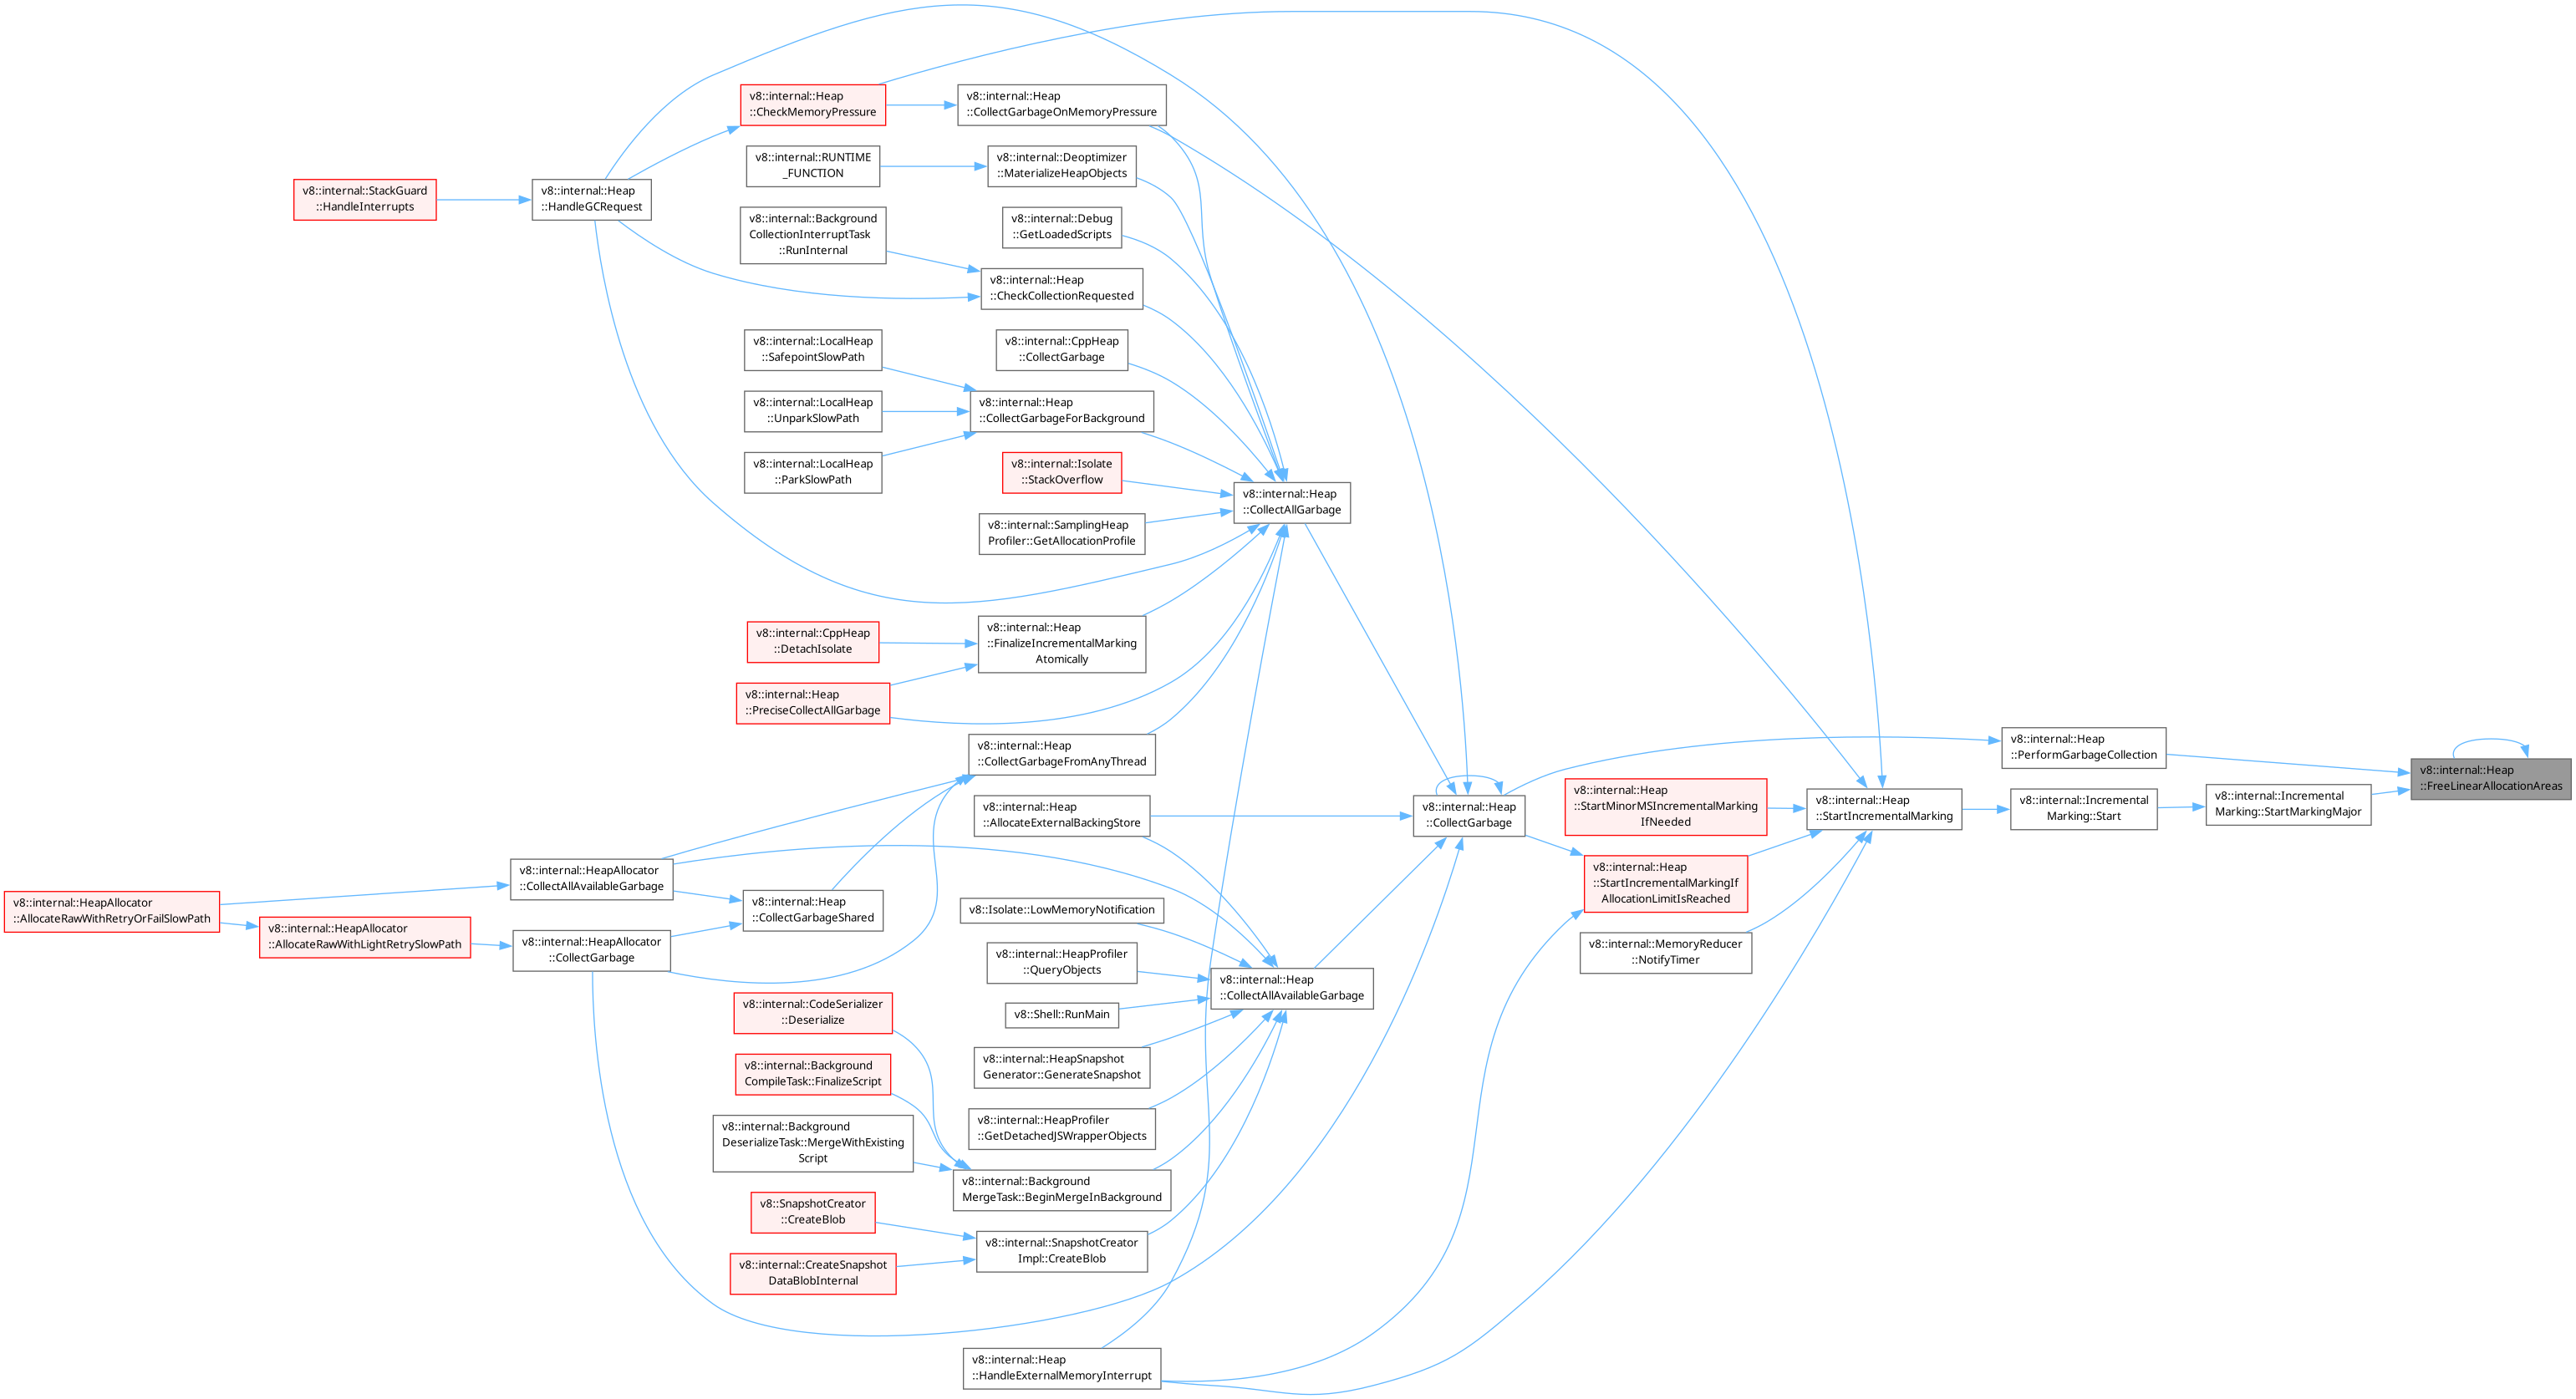 v8::internal::Heap
::CheckMemoryPressure
v8::internal::Heap
::CollectGarbageOnMemoryPressure
v8::internal::RUNTIME
_FUNCTION
v8::internal::Deoptimizer
::MaterializeHeapObjects
v8::internal::StackGuard
::HandleInterrupts
v8::internal::Heap
::HandleGCRequest
v8::internal::Background
CollectionInterruptTask
::RunInternal
v8::internal::Debug
::GetLoadedScripts
v8::internal::Heap
::CheckCollectionRequested
v8::internal::LocalHeap
::SafepointSlowPath
v8::internal::CppHeap
::CollectGarbage
v8::internal::LocalHeap
::UnparkSlowPath
v8::internal::Heap
::CollectGarbageForBackground
v8::internal::LocalHeap
::ParkSlowPath
v8::internal::Isolate
::StackOverflow
v8::internal::Heap
::CollectAllGarbage
v8::internal::SamplingHeap
Profiler::GetAllocationProfile
v8::internal::CppHeap
::DetachIsolate
v8::internal::Heap
::FinalizeIncrementalMarking
Atomically
v8::internal::Heap
::PreciseCollectAllGarbage
v8::internal::Heap
::CollectGarbageFromAnyThread
v8::internal::Heap
::PerformGarbageCollection
v8::internal::Heap
::FreeLinearAllocationAreas
v8::internal::Heap
::AllocateExternalBackingStore
v8::internal::Heap
::CollectGarbage
v8::internal::Heap
::StartMinorMSIncrementalMarking
IfNeeded
v8::internal::Heap
::StartIncrementalMarking
v8::internal::Incremental
Marking::Start
v8::internal::Incremental
Marking::StartMarkingMajor
v8::internal::HeapAllocator
::CollectAllAvailableGarbage
v8::internal::Heap
::StartIncrementalMarkingIf
AllocationLimitIsReached
v8::internal::HeapAllocator
::AllocateRawWithRetryOrFailSlowPath
v8::internal::HeapAllocator
::AllocateRawWithLightRetrySlowPath
v8::internal::Heap
::CollectGarbageShared
v8::Isolate::LowMemoryNotification
v8::internal::HeapAllocator
::CollectGarbage
v8::internal::HeapProfiler
::QueryObjects
v8::internal::MemoryReducer
::NotifyTimer
v8::internal::Heap
::CollectAllAvailableGarbage
v8::internal::CodeSerializer
::Deserialize
v8::Shell::RunMain
v8::internal::Background
CompileTask::FinalizeScript
v8::internal::HeapSnapshot
Generator::GenerateSnapshot
v8::internal::Background
DeserializeTask::MergeWithExisting
Script
v8::internal::HeapProfiler
::GetDetachedJSWrapperObjects
v8::internal::Background
MergeTask::BeginMergeInBackground
v8::SnapshotCreator
::CreateBlob
v8::internal::SnapshotCreator
Impl::CreateBlob
v8::internal::CreateSnapshot
DataBlobInternal
v8::internal::Heap
::HandleExternalMemoryInterrupt